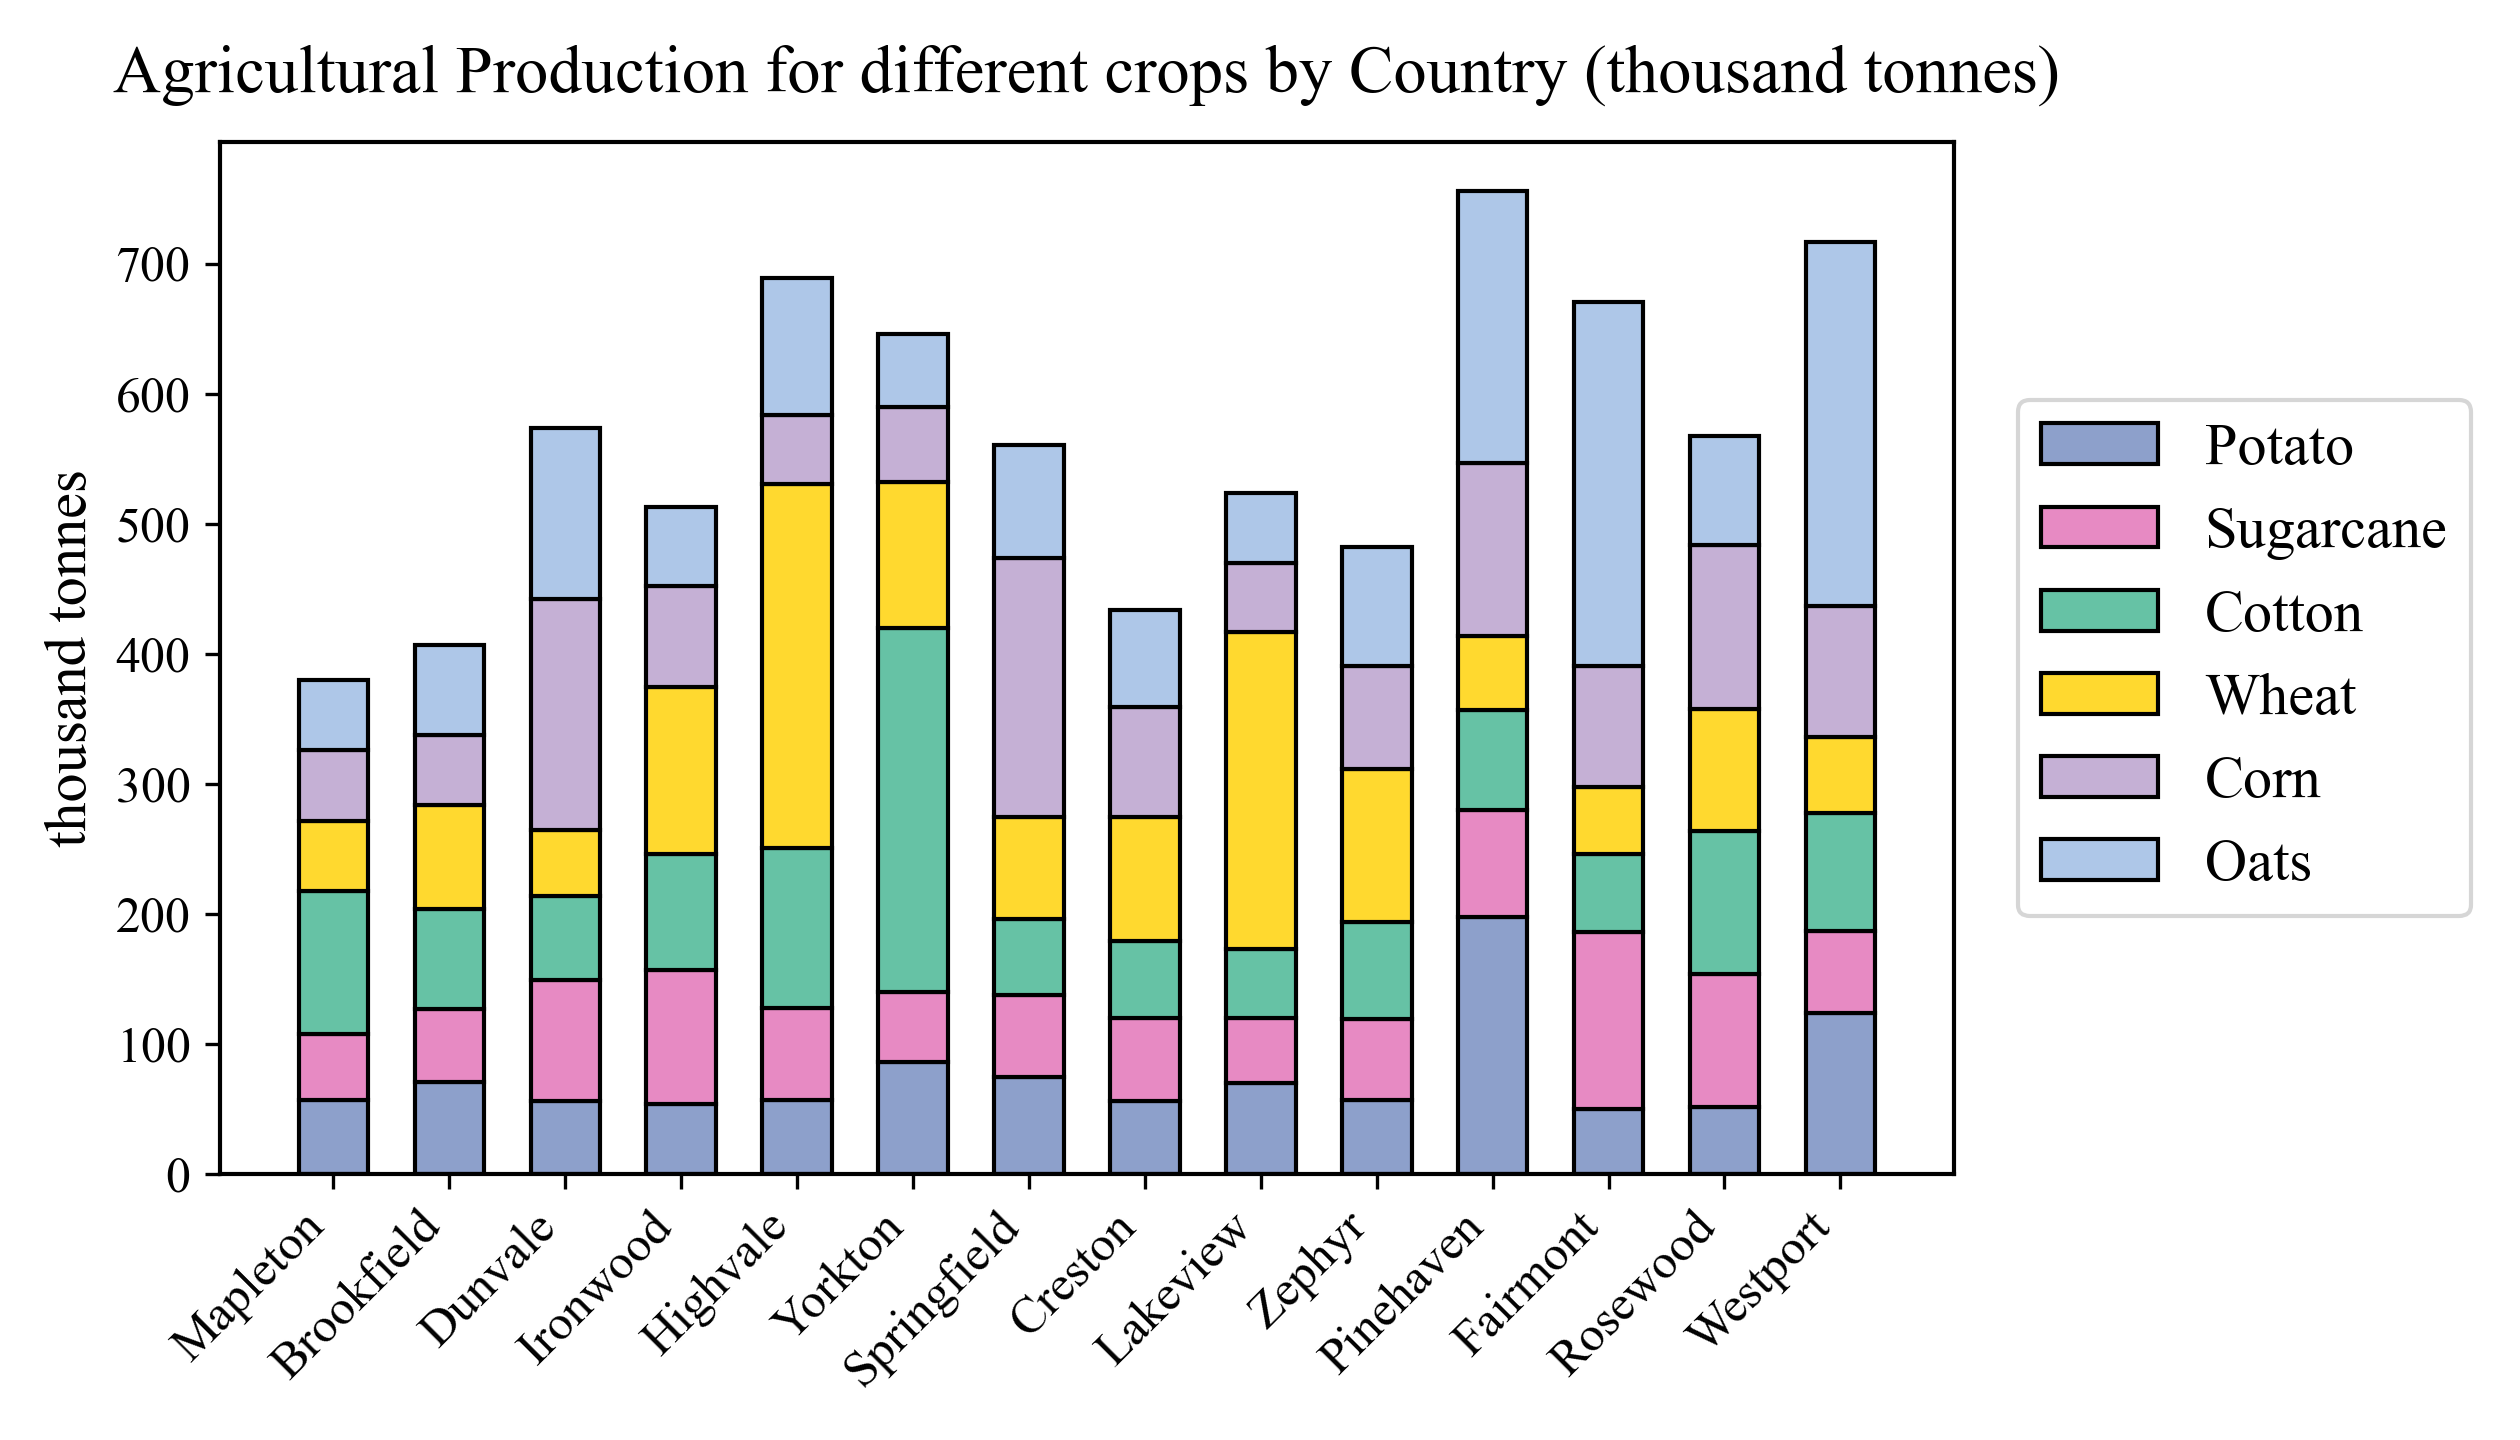 Agricultural Production for different crops by Country (thousand tonnes)
thousand tonnes
700
600
500
400
300
200
100
0
Mapleton
Brookfield
Dunvale
Ironwood
Highvale
Yorkton
Springfield
Creston
Lakeview
Zephyr
Pinehaven
Fairmont
Rosewood
Westport
Potato
Sugarcane
Cotton
Wheat
Corn
Oats